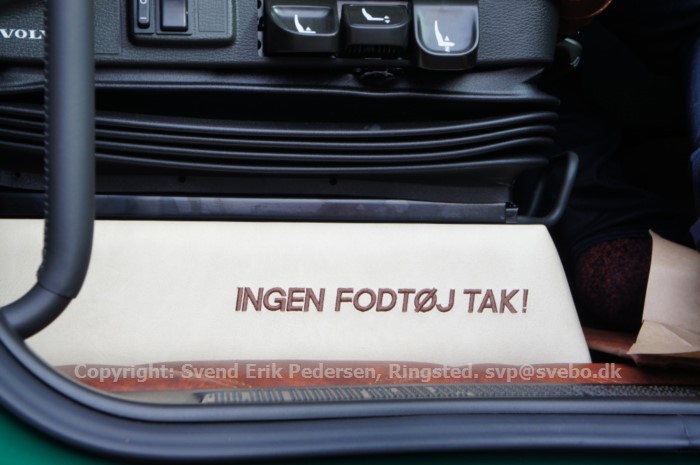 VOLV
INGEN FODTØJ TAK!
Copyright: Svend Erik Pedersen, Ringsted. svp@svebo.dk